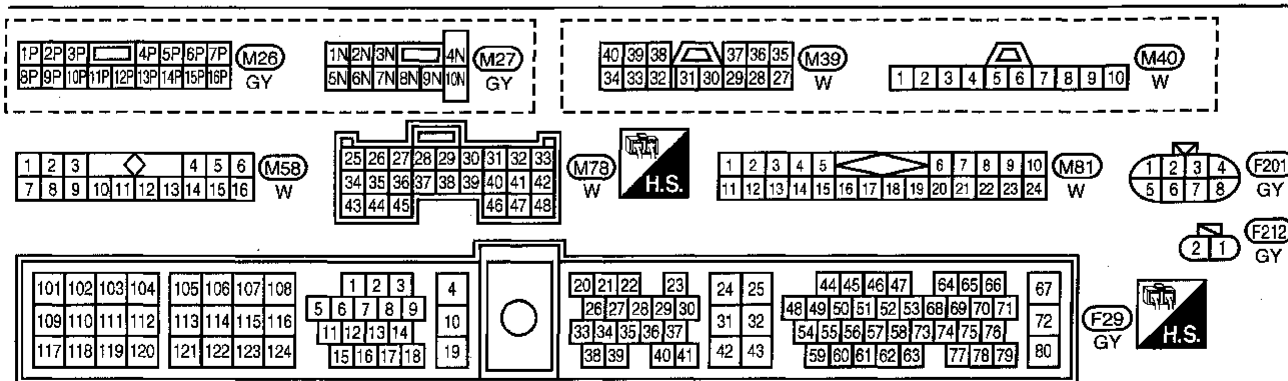 1P 2P 3P 4P 5P 6P 7P M26
8P 9P 10P 11P 12P 13P 14P 15P 16P GY
1N 2N 3N 4N M27
5N 6N 7N 8N 9N 10N GY
40 39 38 37 36 35 M39
34 33 32 31 30 29 28 27 W
M40
1 2 3 4 5 6 7 8 9 10 W
1 2 3 4 5 6 M58
7 8 9 10 11 12 13 14 15 16 W
25 26 27 28 29 30 31 32 33
34 35 36 37 38 39 40 41 42 M78
43 44 45 46 47 48 W
H.S.
1 2 3 4 5 6 7 8 9 10 M81
11 12 13 14 15 16 17 18 19 20 21 22 23 24 W
1 2 3 4 F201
5 6 7 8 GY
F212
2 1 GY
101 102 103 104 105 106 107 108 1 2 3 4
109 110 111 112 113 114 115 116 5 6 7 8 9 10
117 118 119 120 121 122 123 124 11 12 13 14
15 16 17 18 19
20 21 22 23 24 25 44 45 46 47 64 65 66 67
26 27 28 29 30 31 32 48 49 50 51 52 53 68 69 70 71 72
33 34 35 36 37 54 55 56 57 58 73 74 75 76
38 39 40 41 42 43 59 60 61 62 63 77 78 79 80
F29
GY
H.S.